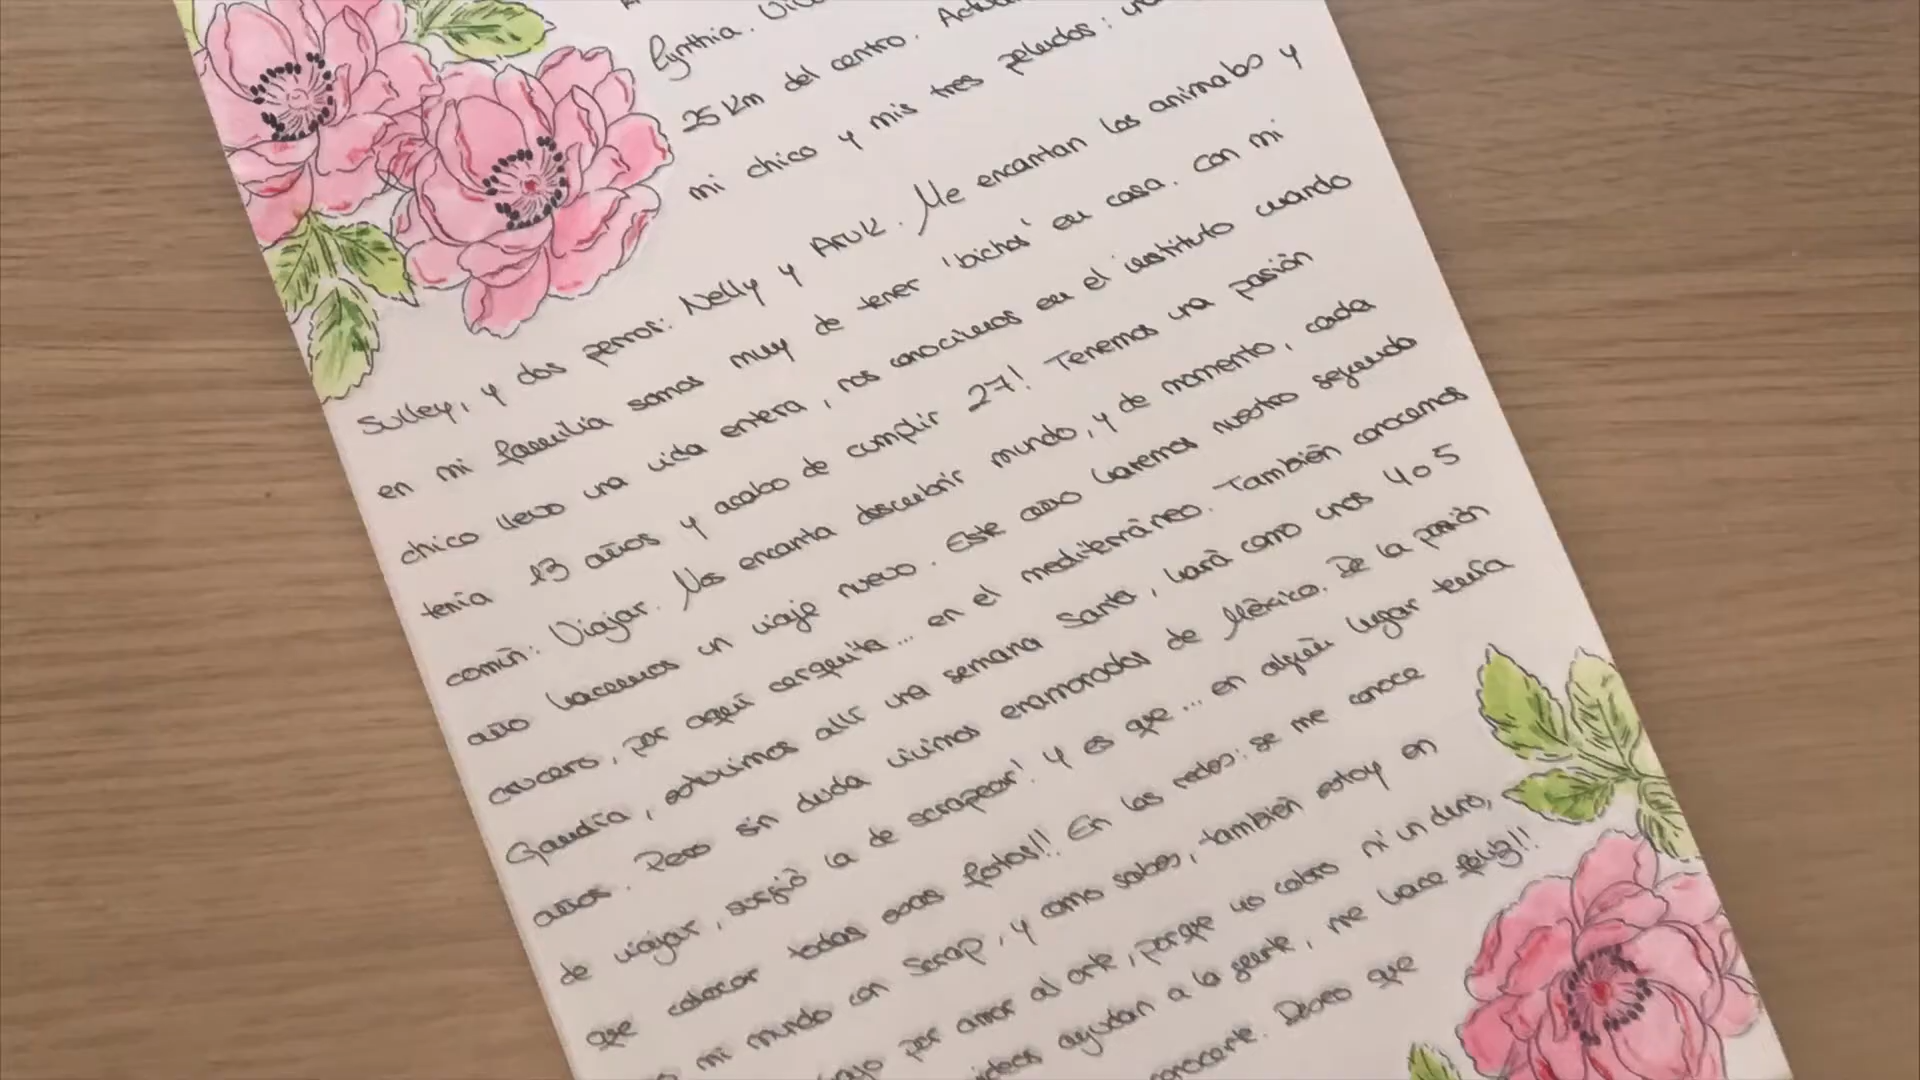 Cynthia.
25 Km del centro.
mi chico y mis tres peludos:
Sulley, y dos perros: Nelly y Aruk. Me encantan los animales y
en mi familia somos muy de tener 'bichos' en casa. Con mi
chico llevo una vida entera, nos conocimos en el instituto cuando
tenía 13 años y acabo de cumplir 27! Tenemos una pasión
común: Viajar. Nos encanta descubrir mundo, y de momento, cada
año hacemos un viaje nuevo. Este año haremos nuestro segundo
crucero, por aquí cerquita... en el mediterráneo. También conocemos
estuvimos allí una semana Santa, hará como unos 4 o 5
años. Pero sin duda vivimos enamorados de México. De la pasión
de viajar, surgió la de scrapear! Y es que... en algún lugar tenía
que colocar todas esas fotos!! En las redes: se me conoce
mi mundo con scrap, y como sabes, también estoy en
por amor al arte, porque no cobro ni un duro,
ayudan a la gente, me hace feliz!!
Deseo que